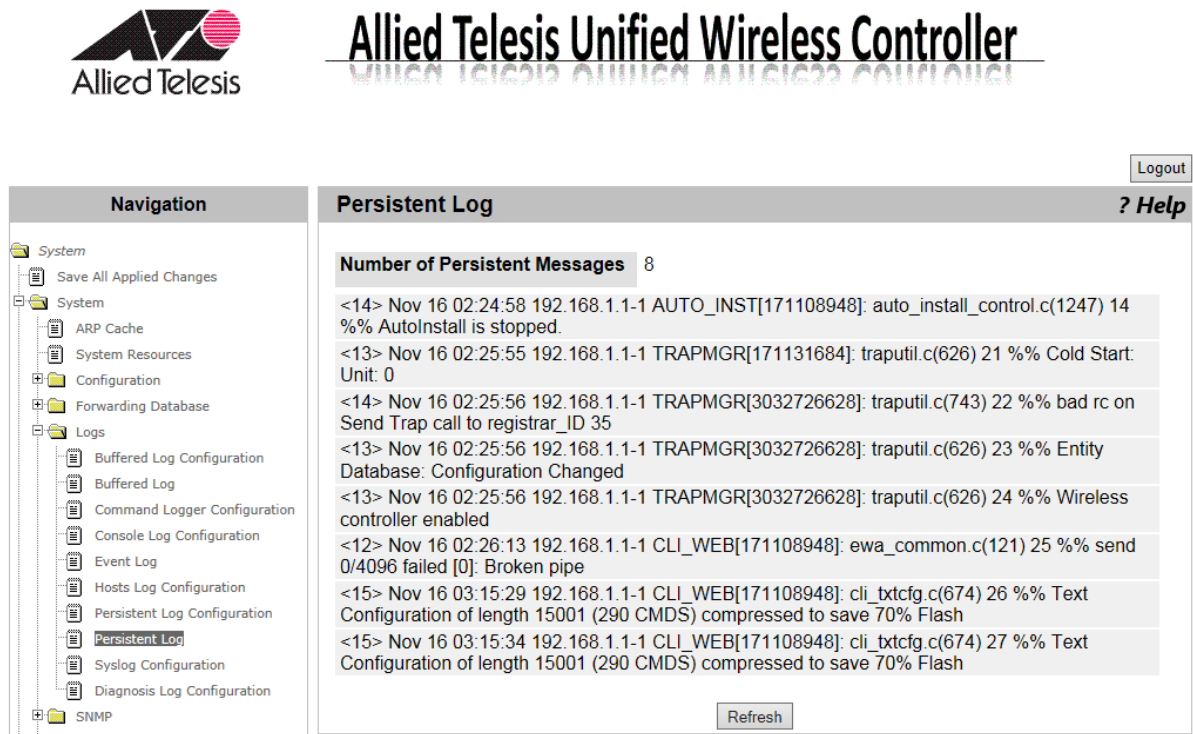 Allied Telesis
Allied Telesis Unified Wireless Controller
Logout
Navigation
Persistent Log
? Help
System
Save All Applied Changes
System
ARP Cache
System Resources
Configuration
Forwarding Database
Logs
Buffered Log Configuration
Buffered Log
Command Logger Configuration
Console Log Configuration
Event Log
Hosts Log Configuration
Persistent Log Configuration
Persistent Log
Syslog Configuration
Diagnosis Log Configuration
SNMP
Number of Persistent Messages 8
<14> Nov 16 02:24:58 192.168.1.1-1 AUTO_INST[171108948]: auto_install_control.c(1247) 14
%% AutoInstall is stopped.
<13> Nov 16 02:25:55 192.168.1.1-1 TRAPMGR[171131684]: traputil.c(626) 21 %% Cold Start:
Unit: 0
<14> Nov 16 02:25:56 192.168.1.1-1 TRAPMGR[3032726628]: traputil.c(743) 22 %% bad rc on
Send Trap call to registrar_ID 35
<13> Nov 16 02:25:56 192.168.1.1-1 TRAPMGR[3032726628]: traputil.c(626) 23 %% Entity
Database: Configuration Changed
<13> Nov 16 02:25:56 192.168.1.1-1 TRAPMGR[3032726628]: traputil.c(626) 24 %% Wireless
controller enabled
<12> Nov 16 02:26:13 192.168.1.1-1 CLI_WEB[171108948]: ewa_common.c(121) 25 %% send
0/4096 failed [0]: Broken pipe
<15> Nov 16 03:15:29 192.168.1.1-1 CLI_WEB[171108948]: cli_txtcfg.c(674) 26 %% Text
Configuration of length 15001 (290 CMDS) compressed to save 70% Flash
<15> Nov 16 03:15:34 192.168.1.1-1 CLI_WEB[171108948]: cli_txtcfg.c(674) 27 %% Text
Configuration of length 15001 (290 CMDS) compressed to save 70% Flash
Refresh